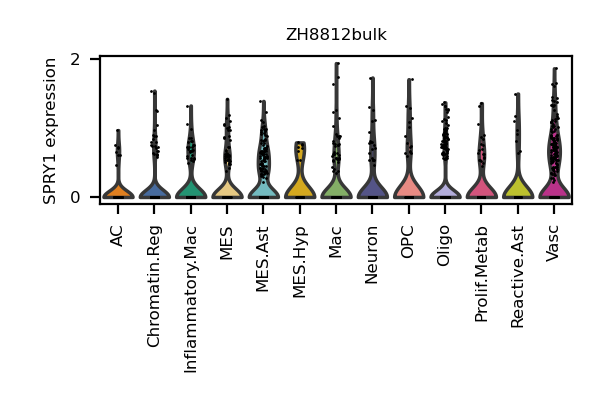 ZH8812bulk
SPRY1 expression
2
0
AC
Chromatin.Reg
Inflammatory.Mac
MES
MES.Ast
MES.Hyp
Mac
Neuron
OPC
Oligo
Prolif.Metab
Reactive.Ast
Vasc